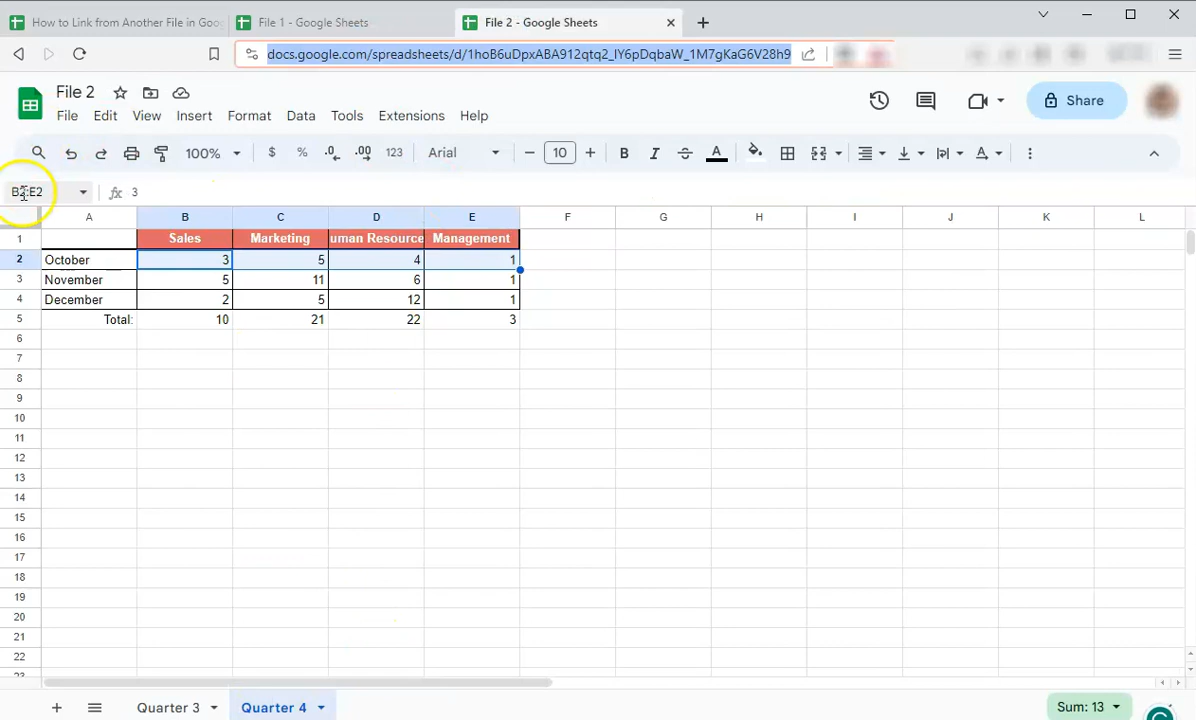 How to Link from Another File in Goog
File 1 - Google Sheets
File 2 - Google Sheets
docs.google.com/spreadsheets/d/1hoB6uDpxABA912qtq2_lY6pDqbaW_1M7gKaG6V28h9
File 2
File Edit View Insert Format Data Tools Extensions Help
Share
100% $ % .0 .00 123 Arial 10 B I S A
B2:E2 fx 3
A B C D E F G H I J K L
1 Sales Marketing uman Resource Management
2 October 3 5 4 1
3 November 5 11 6 1
4 December 2 5 12 1
5 Total: 10 21 22 3
6
7
8
9
10
11
12
13
14
15
16
17
18
19
20
21
22
23
Quarter 3 Quarter 4 Sum: 13